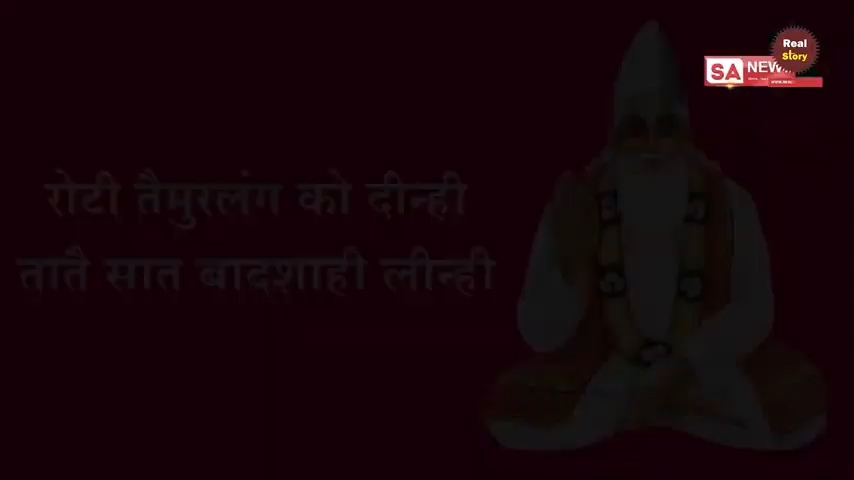 Real
story
SA NEWS
रोटी तैमुरलंग को दीन्ही
तातै सात बादशाही लीन्ही